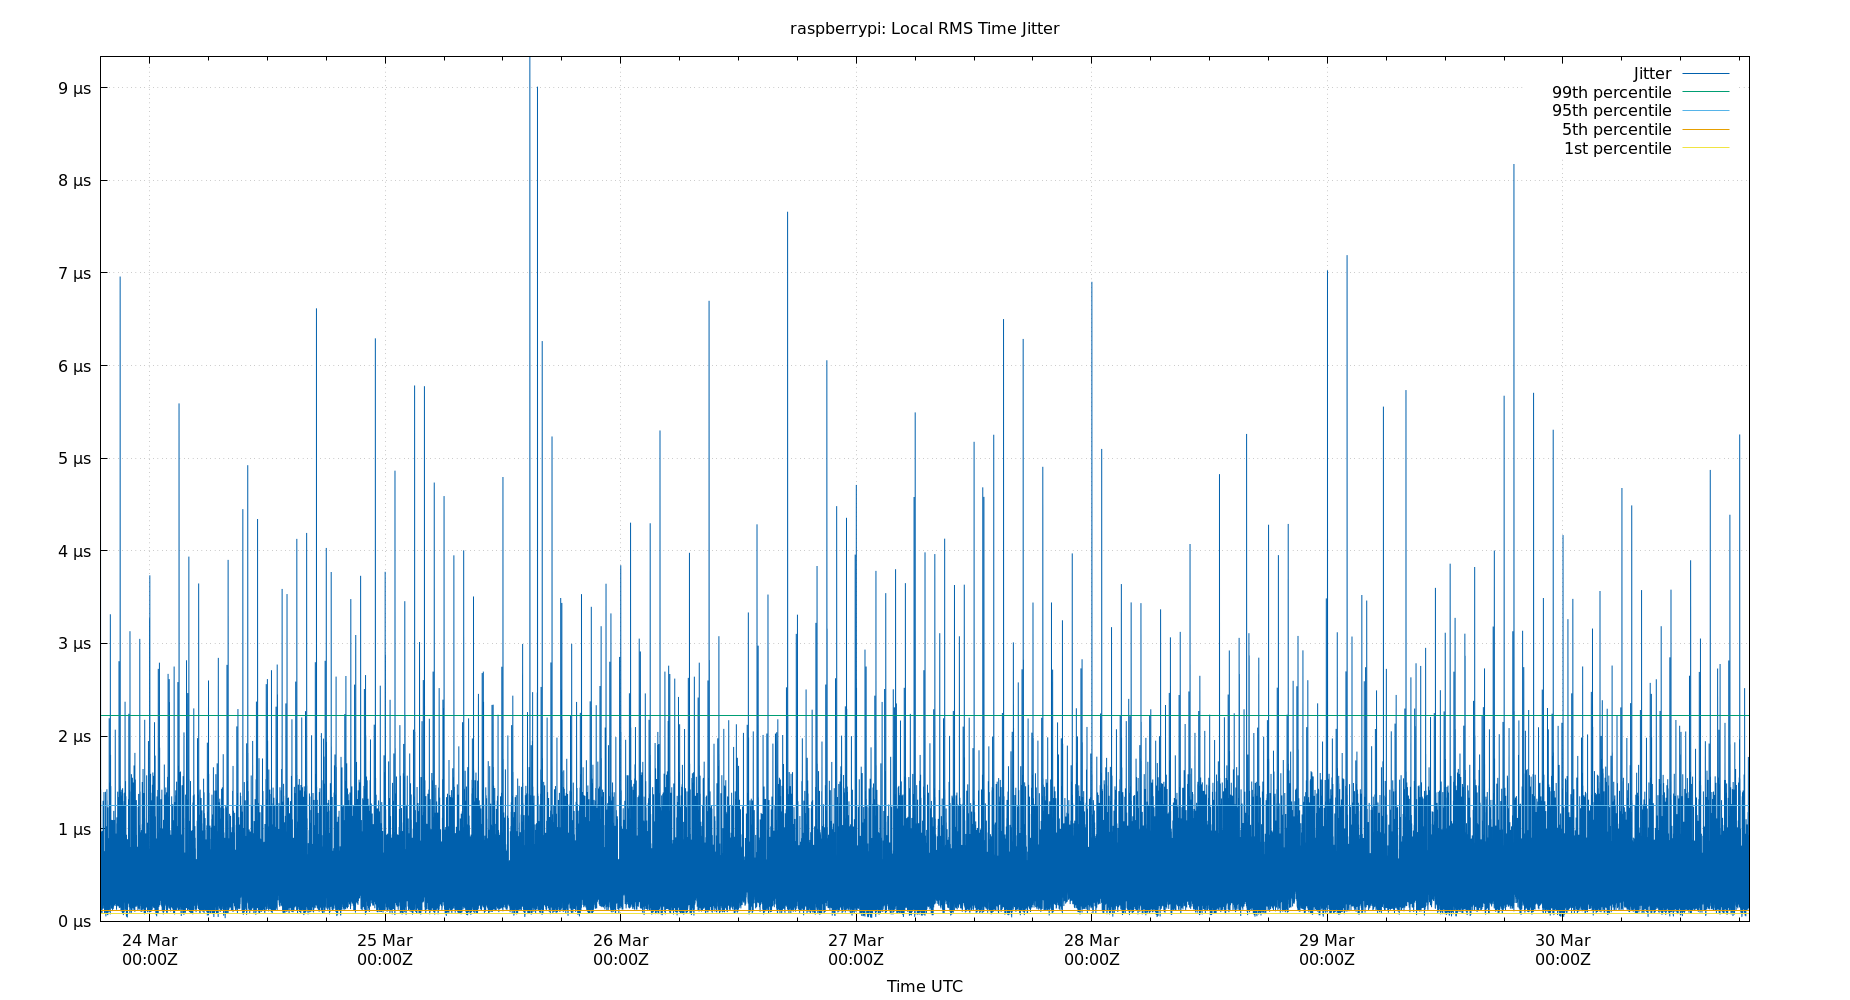 raspberrypi: Local RMS Time Jitter
Jitter
99th percentile
95th percentile
5th percentile
1st percentile
9 µs
8 µs
7 µs
6 µs
5 µs
4 µs
3 µs
2 µs
1 µs
0 µs
24 Mar 25 Mar 26 Mar 27 Mar 28 Mar 29 Mar 30 Mar
00:00Z 00:00Z 00:00Z 00:00Z 00:00Z 00:00Z 00:00Z
Time UTC